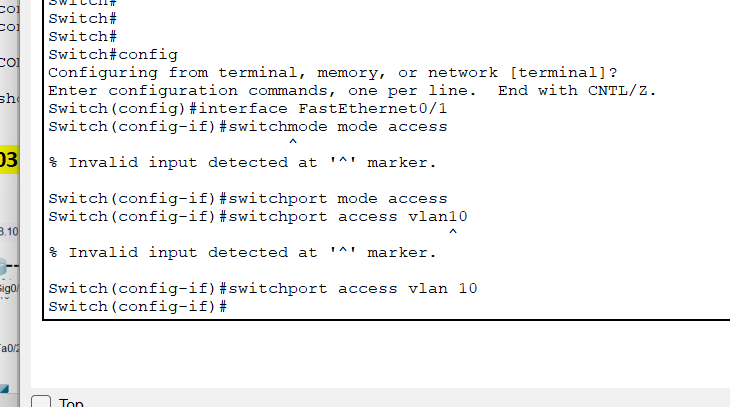 Switch#
Switch#
Switch#config
Configuring from terminal, memory, or network [terminal]?
Enter configuration commands, one per line.  End with CNTL/Z.
Switch(config)#interface FastEthernet0/1
Switch(config-if)#switchmode mode access
^
% Invalid input detected at '^' marker.
Switch(config-if)#switchport mode access
Switch(config-if)#switchport access vlan10
^
% Invalid input detected at '^' marker.
Switch(config-if)#switchport access vlan 10
Switch(config-if)#
03
Top